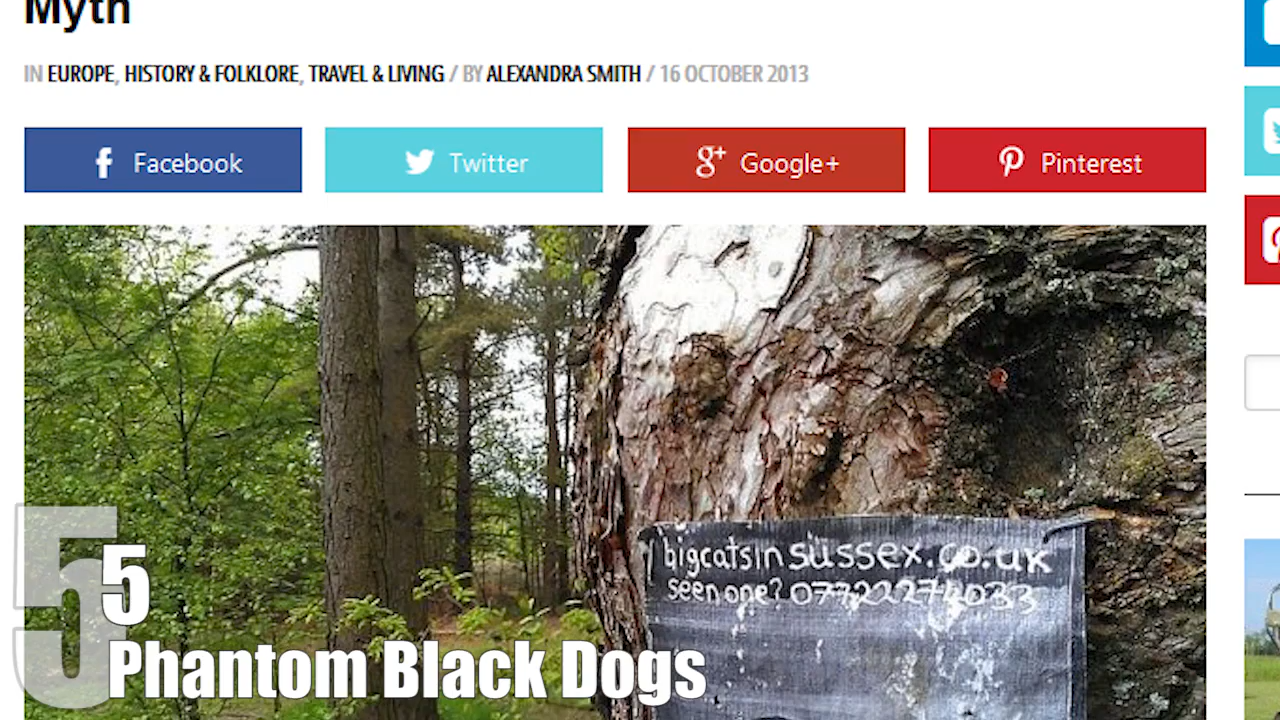 Myth
IN EUROPE, HISTORY & FOLKLORE, TRAVEL & LIVING / BY ALEXANDRA SMITH / 16 OCTOBER 2013
Facebook
Twitter
Google+
Pinterest
bigcatsinsussex.co.uk
seen one? 07722274033
5
5
Phantom Black Dogs